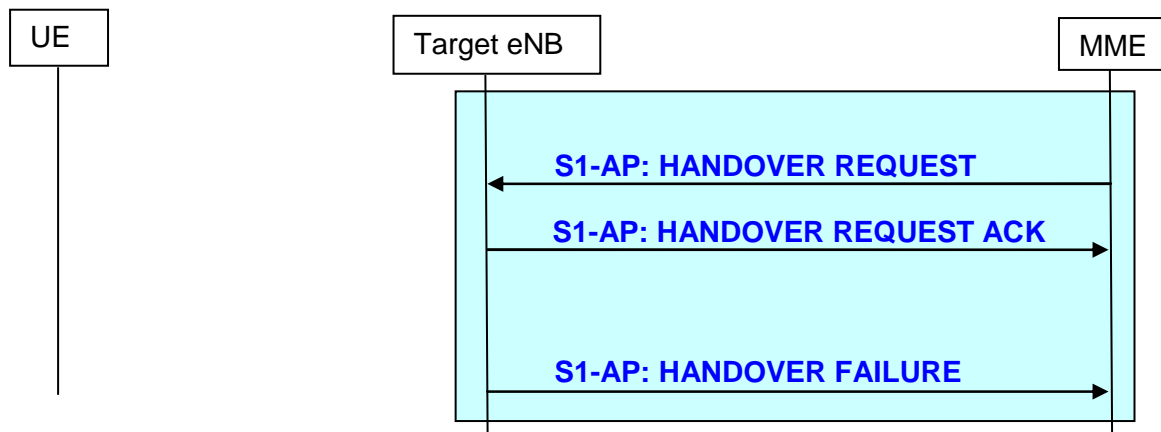 UE
Target eNB
MME
S1-AP: HANDOVER REQUEST
S1-AP: HANDOVER REQUEST ACK
S1-AP: HANDOVER FAILURE